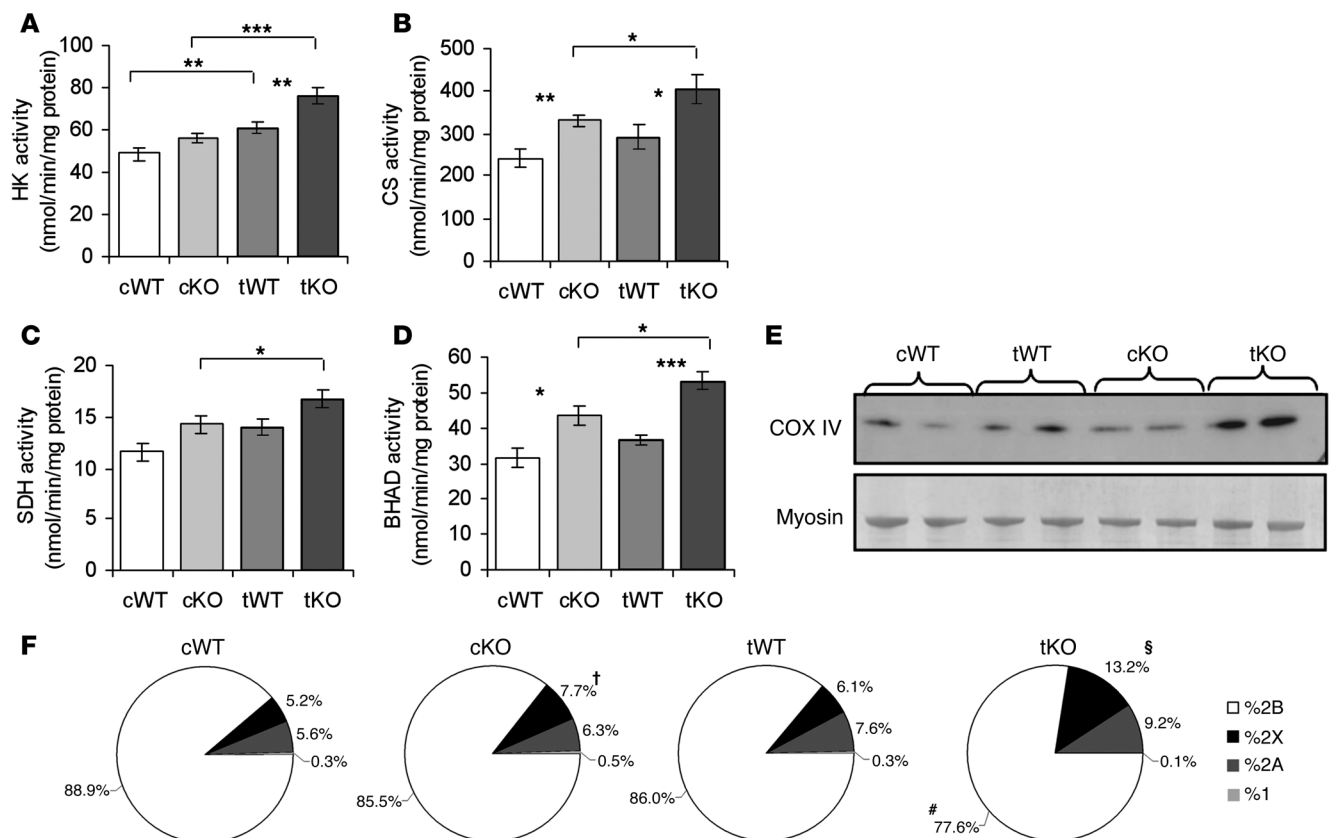 A
HK activity
(nmol/min/mg protein)
100
80
60
40
20
0
***
**
**
cWT cKO tWT tKO
B
CS activity
(nmol/min/mg protein)
500
400
300
200
100
0
*
**
*
cWT cKO tWT tKO
C
SDH activity
(nmol/min/mg protein)
20
15
10
5
0
*
cWT cKO tWT tKO
D
BHAD activity
(nmol/min/mg protein)
60
50
40
30
20
10
0
*
***
*
cWT cKO tWT tKO
E
cWT tWT cKO tKO
COX IV
Myosin
F
cWT
5.2%
5.6%
0.3%
88.9%
cKO
7.7%†
6.3%
0.5%
85.5%
tWT
6.1%
7.6%
0.3%
86.0%
tKO
§
13.2%
9.2%
0.1%
#
77.6%
%2B
%2X
%2A
%1